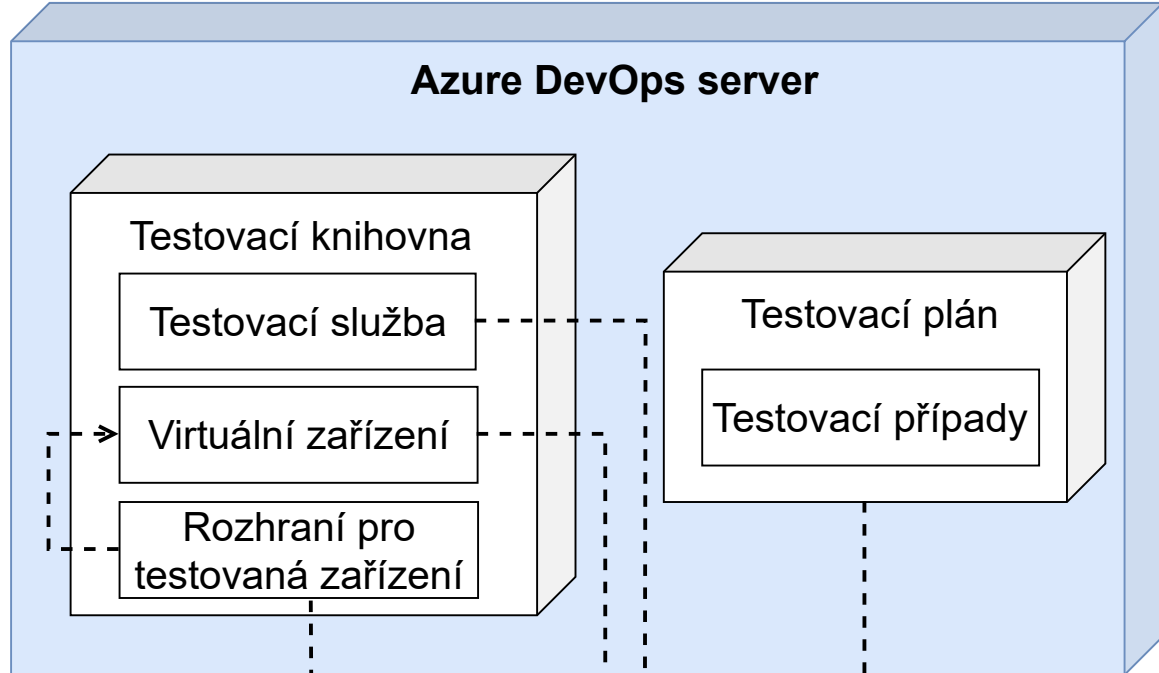 Azure DevOps server
Testovací knihovna
Testovací služba
Virtuální zařízení
Rozhraní pro
testovaná zařízení
Testovací plán
Testovací případy